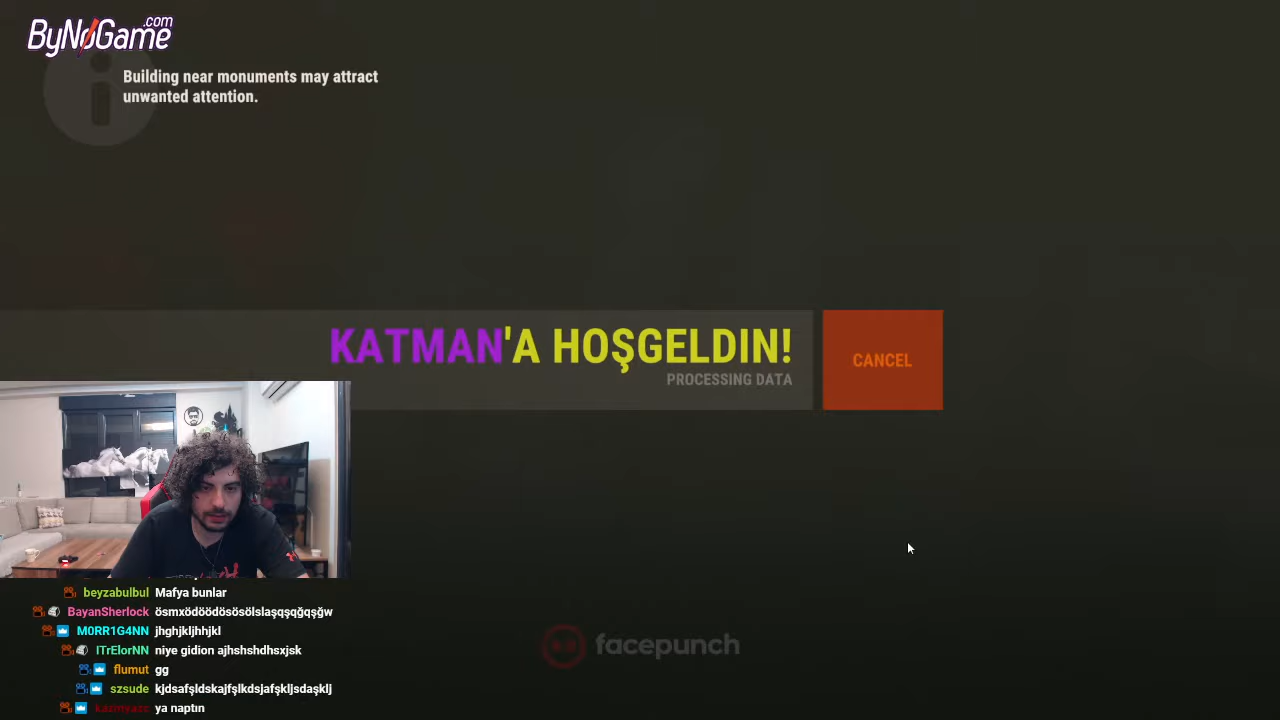 ByNoGame.com
Building near monuments may attract
unwanted attention.
KATMAN'A HOŞGELDIN!
PROCESSING DATA
CANCEL
beyzabulbul Mafya bunlar
BayanSherlock ösmxödöödösösölslaşqşqğqşğw
M0RR1G4NN jhghjkljhhjkl
ITrElorNN niye gidion ajhshshdhsxjsk
flumut gg
szsude kjdsafşldskajfşlkdsjafşkljsdaşklj
ya naptın
facepunch